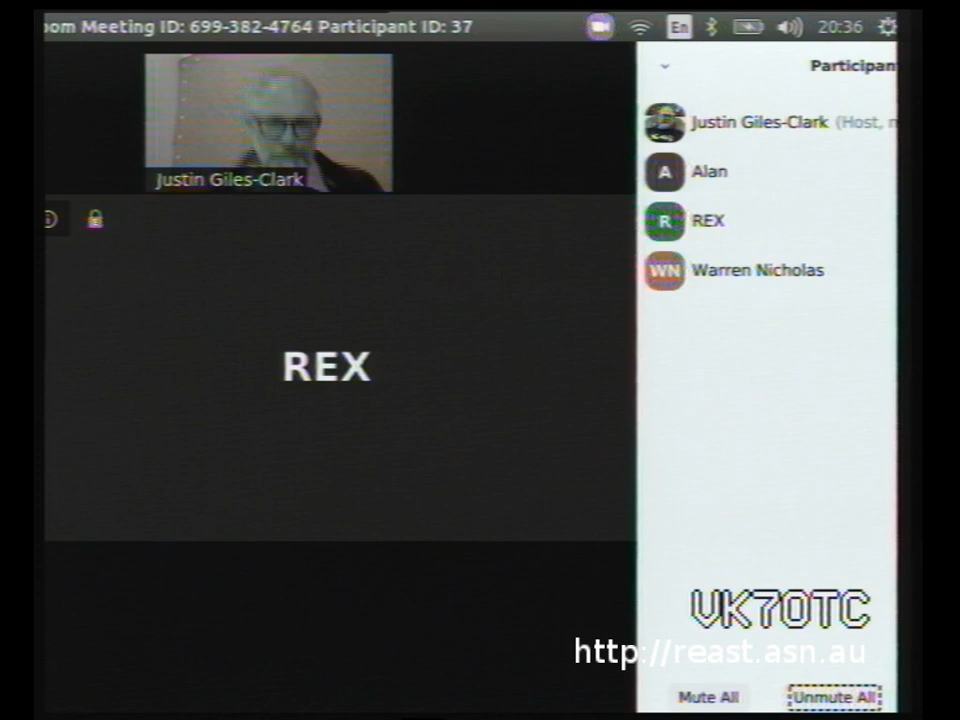 oom Meeting ID: 699-382-4764 Participant ID: 37
En
20:36
Participan
Justin Giles-Clark (Host,
A Alan
R REX
WN Warren Nicholas
Justin Giles-Clark
REX
VK7OTC
http://reast.asn.au
Mute All
Unmute All